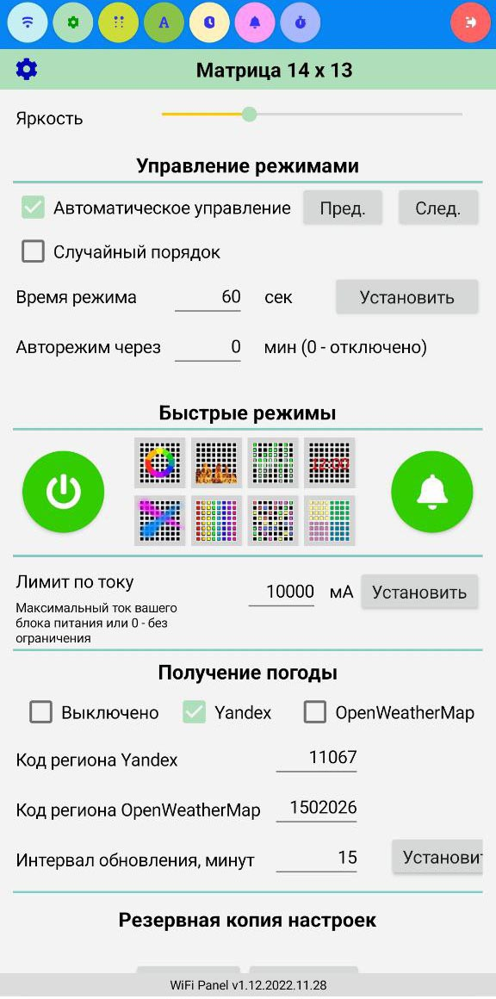 A
Матрица 14 x 13
Яркость
Управление режимами
Автоматическое управление Пред. След.
Случайный порядок
Время режима 60 сек Установить
Авторежим через 0 мин (0 - отключено)
Быстрые режимы
12:00
Лимит по току 10000 мА Установить
Максимальный ток вашего
блока питания или 0 - без
ограничения
Получение погоды
Выключено Yandex OpenWeatherMap
Код региона Yandex 11067
Код региона OpenWeatherMap 1502026
Интервал обновления, минут 15 Установит
Резервная копия настроек
WiFi Panel v1.12.2022.11.28